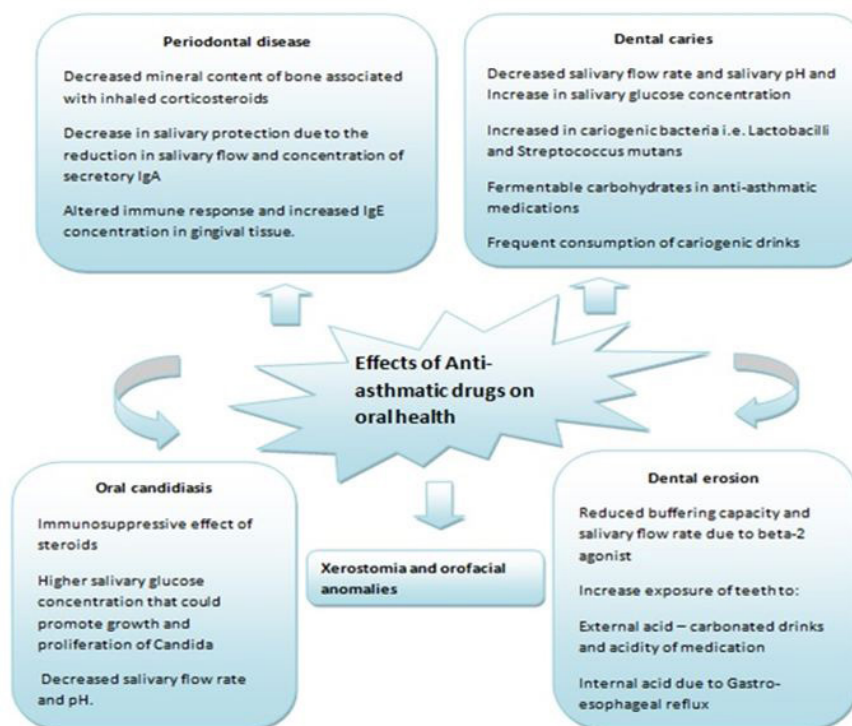 Periodontal disease
Decreased mineral content of bone associated
with inhaled corticosteroids
Decrease in salivary protection due to the
reduction in salivary flow and concentration of
secretory IgA
Altered immune response and increased IgE
concentration in gingival tissue.
Dental caries
Decreased salivary flow rate and salivary pH and
Increase in salivary glucose concentration
Increased in cariogenic bacteria i.e. Lactobacilli
and Streptococcus mutans
Fermentable carbohydrates in anti-asthmatic
medications
Frequent consumption of cariogenic drinks
Effects of Anti-
asthmatic drugs on
oral health
Oral candidiasis
Immunosuppressive effect of
steroids
Higher salivary glucose
concentration that could
promote growth and
proliferation of Candida
Decreased salivary flow rate
and pH.
Xerostomia and orofacial
anomalies
Dental erosion
Reduced buffering capacity and
salivary flow rate due to beta-2
agonist
Increase exposure of teeth to:
External acid – carbonated drinks
and acidity of medication
Internal acid due to Gastro-
esophageal reflux